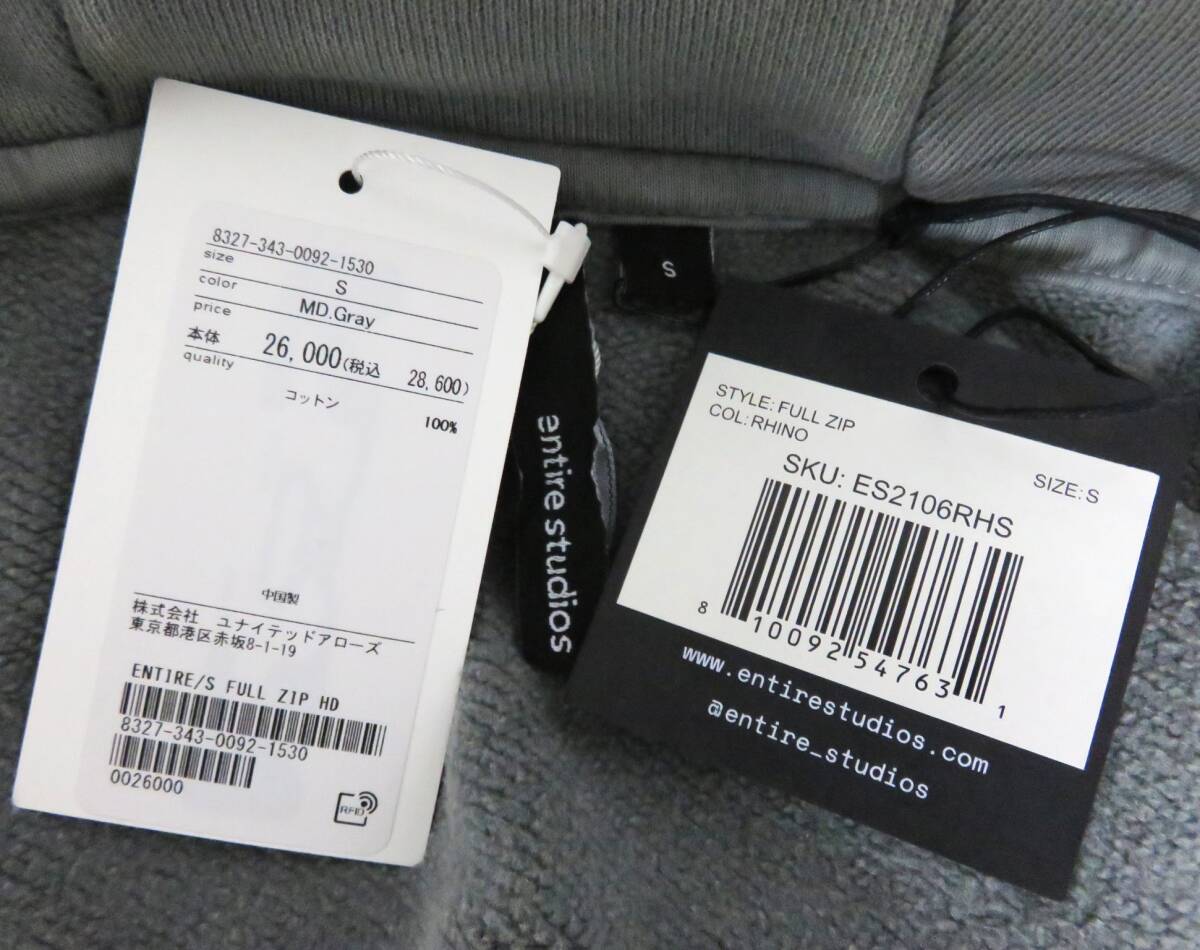 8327-343-0092-1530
size
S
color
MD.Gray
price
本体 26,000(税込 28,600)
quality
コットン
100%
中国製
株式会社 ユナイテッドアローズ
東京都港区赤坂8-1-19
ENTIRE/S FULL ZIP HD
8327-343-0092-1530
0026000
RFID
S
entire studios
STYLE: FULL ZIP
COL: RHINO
SIZE: S
SKU: ES2106RHS
8 10092 54763 1
www.entirestudios.com
@entire_studios